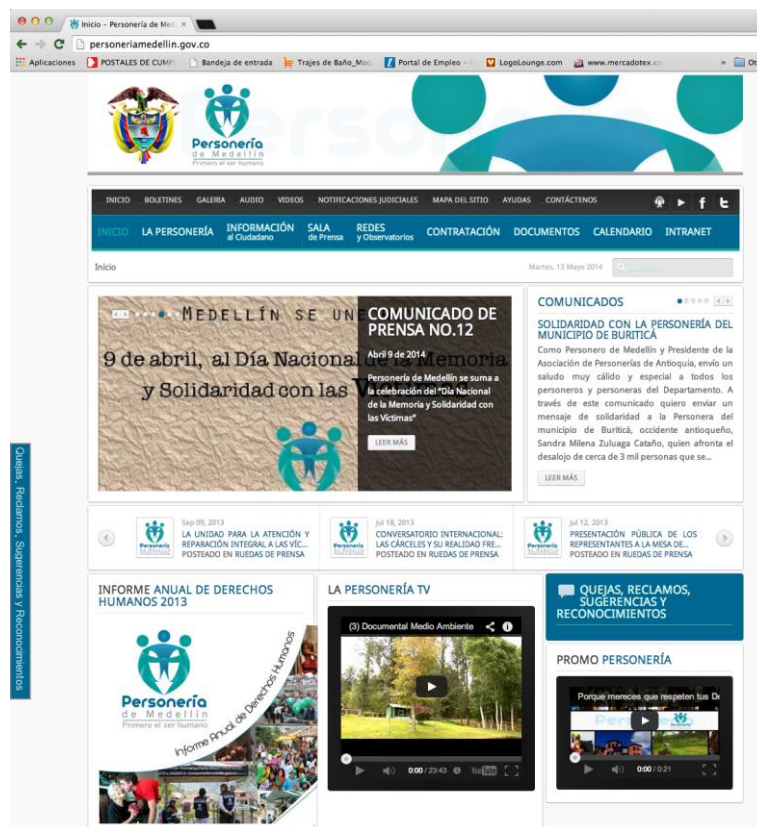 Inicio – Personería de Med
personeriamedellin.gov.co
Aplicaciones
POSTALES DE CUMP
Bandeja de entrada
Trajes de Baño_Mod
Portal de Empleo –
LogoLounge.com
www.mercadotex.co
»
Ot
Personería
de Medellín
Primero el ser humano
INICIO BOLETINES GALERIA AUDIO VIDEOS NOTIFICACIONES JUDICIALES MAPA DEL SITIO AYUDAS CONTÁCTENOS
INICIO
LA PERSONERÍA
INFORMACIÓN
al Ciudadano
SALA
de Prensa
REDES
y Observatorios
CONTRATACIÓN
DOCUMENTOS
CALENDARIO
INTRANET
Inicio
Martes, 13 Mayo 2014
MEDELLÍN SE UNE
9 de abril, al Día Nacional de la Memoria
y Solidaridad con las
COMUNICADO DE
PRENSA NO.12
Abril 9 de 2014
Personería de Medellín se suma a
la celebración del "Día Nacional
de la Memoria y Solidaridad con
las Víctimas"
LEER MÁS
COMUNICADOS
SOLIDARIDAD CON LA PERSONERÍA DEL
MUNICIPIO DE BURITICÁ
Como Personero de Medellín y Presidente de la
Asociación de Personerías de Antioquia, envío un
saludo muy cálido y especial a todos los
personeros y personeras del Departamento. A
través de este comunicado quiero enviar un
mensaje de solidaridad a la Personera del
municipio de Buriticá, occidente antioqueño,
Sandra Milena Zuluaga Cataño, quien afronta el
desalojo de cerca de 3 mil personas que se...
LEER MÁS
Quejas, Reclamos, Sugerencias y Reconocimientos
Personería
Sep 09, 2013
LA UNIDAD PARA LA ATENCIÓN Y
REPARACIÓN INTEGRAL A LAS VÍC...
POSTEADO EN RUEDAS DE PRENSA
Personería
Jul 18, 2013
CONVERSATORIO INTERNACIONAL:
LAS CÁRCELES Y SU REALIDAD FRE...
POSTEADO EN RUEDAS DE PRENSA
Personería
Jul 12, 2013
PRESENTACIÓN PÚBLICA DE LOS
REPRESENTANTES A LA MESA DE...
POSTEADO EN RUEDAS DE PRENSA
INFORME ANUAL DE DERECHOS
HUMANOS 2013
Personería
de Medellín
Primero el ser humano
Informe Anual de Derechos Humanos
LA PERSONERÍA TV
(3) Documental Medio Ambiente
0:00 / 23:43
YouTube
QUEJAS, RECLAMOS,
SUGERENCIAS Y
RECONOCIMIENTOS
PROMO PERSONERÍA
Porque mereces que respeten tus De
0:00 / 0:21